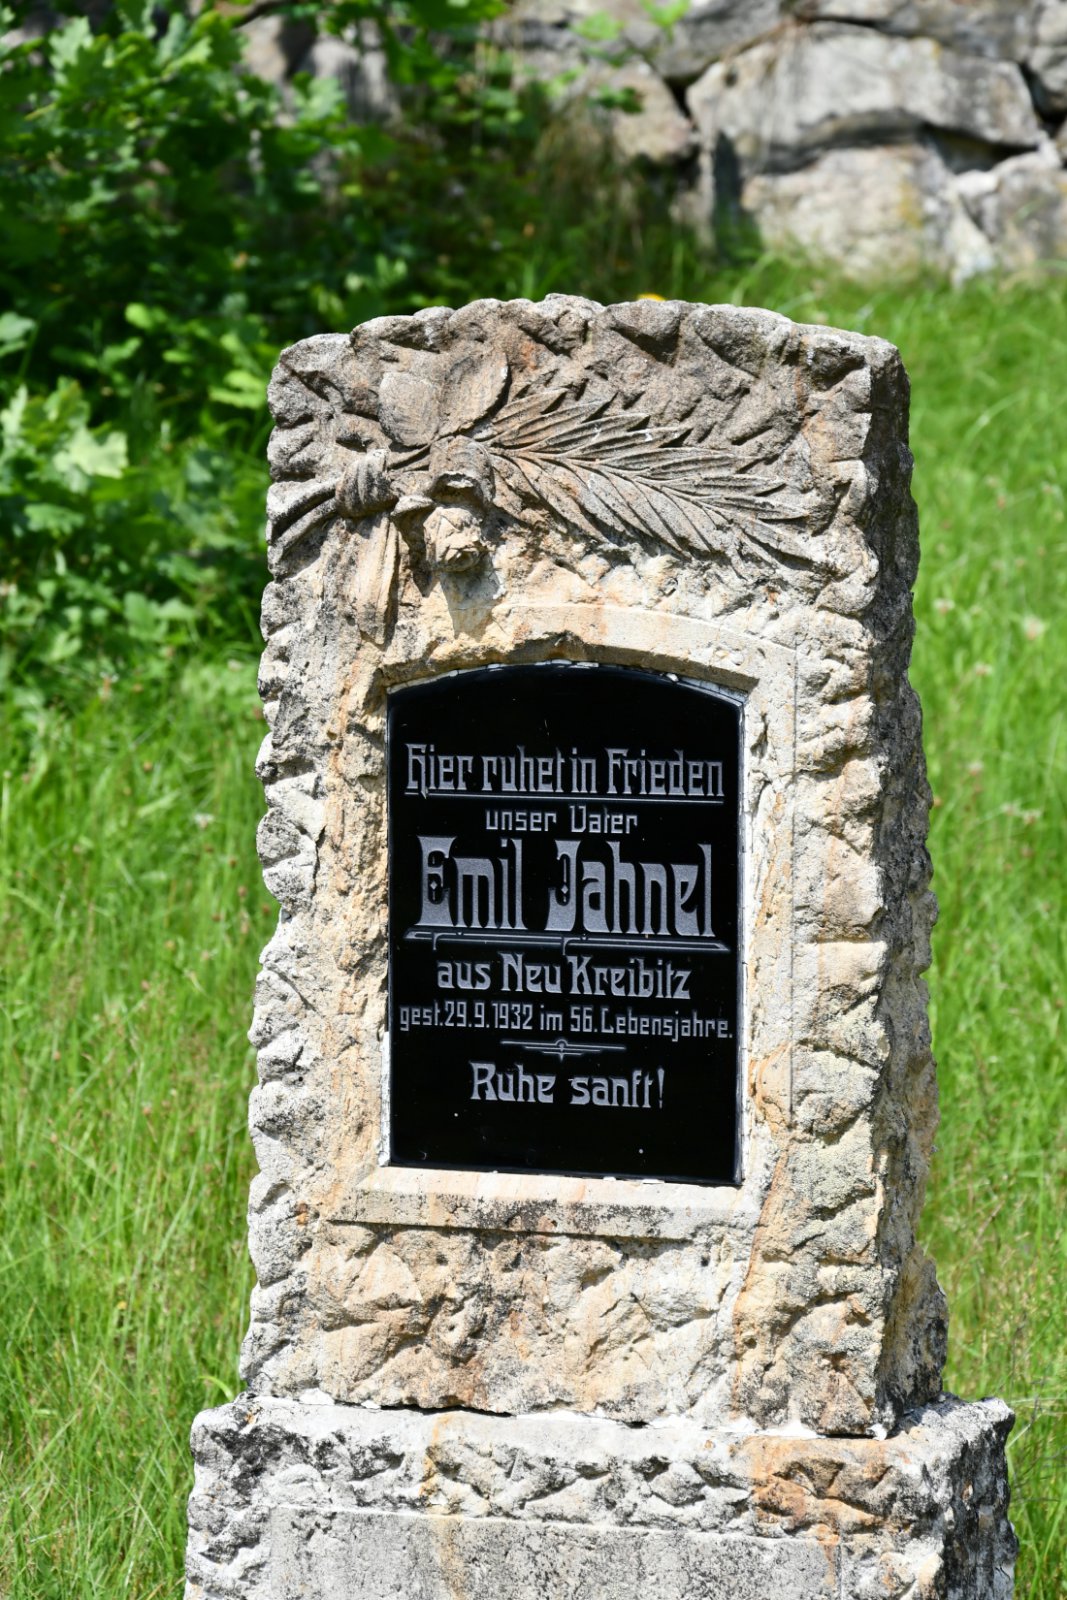 Hier ruhet in Frieden
unser Vater
Emil Jahnel
aus Neu Kreibitz
gest. 29.9.1932 im 56. Lebensjahre.
Ruhe sanft!